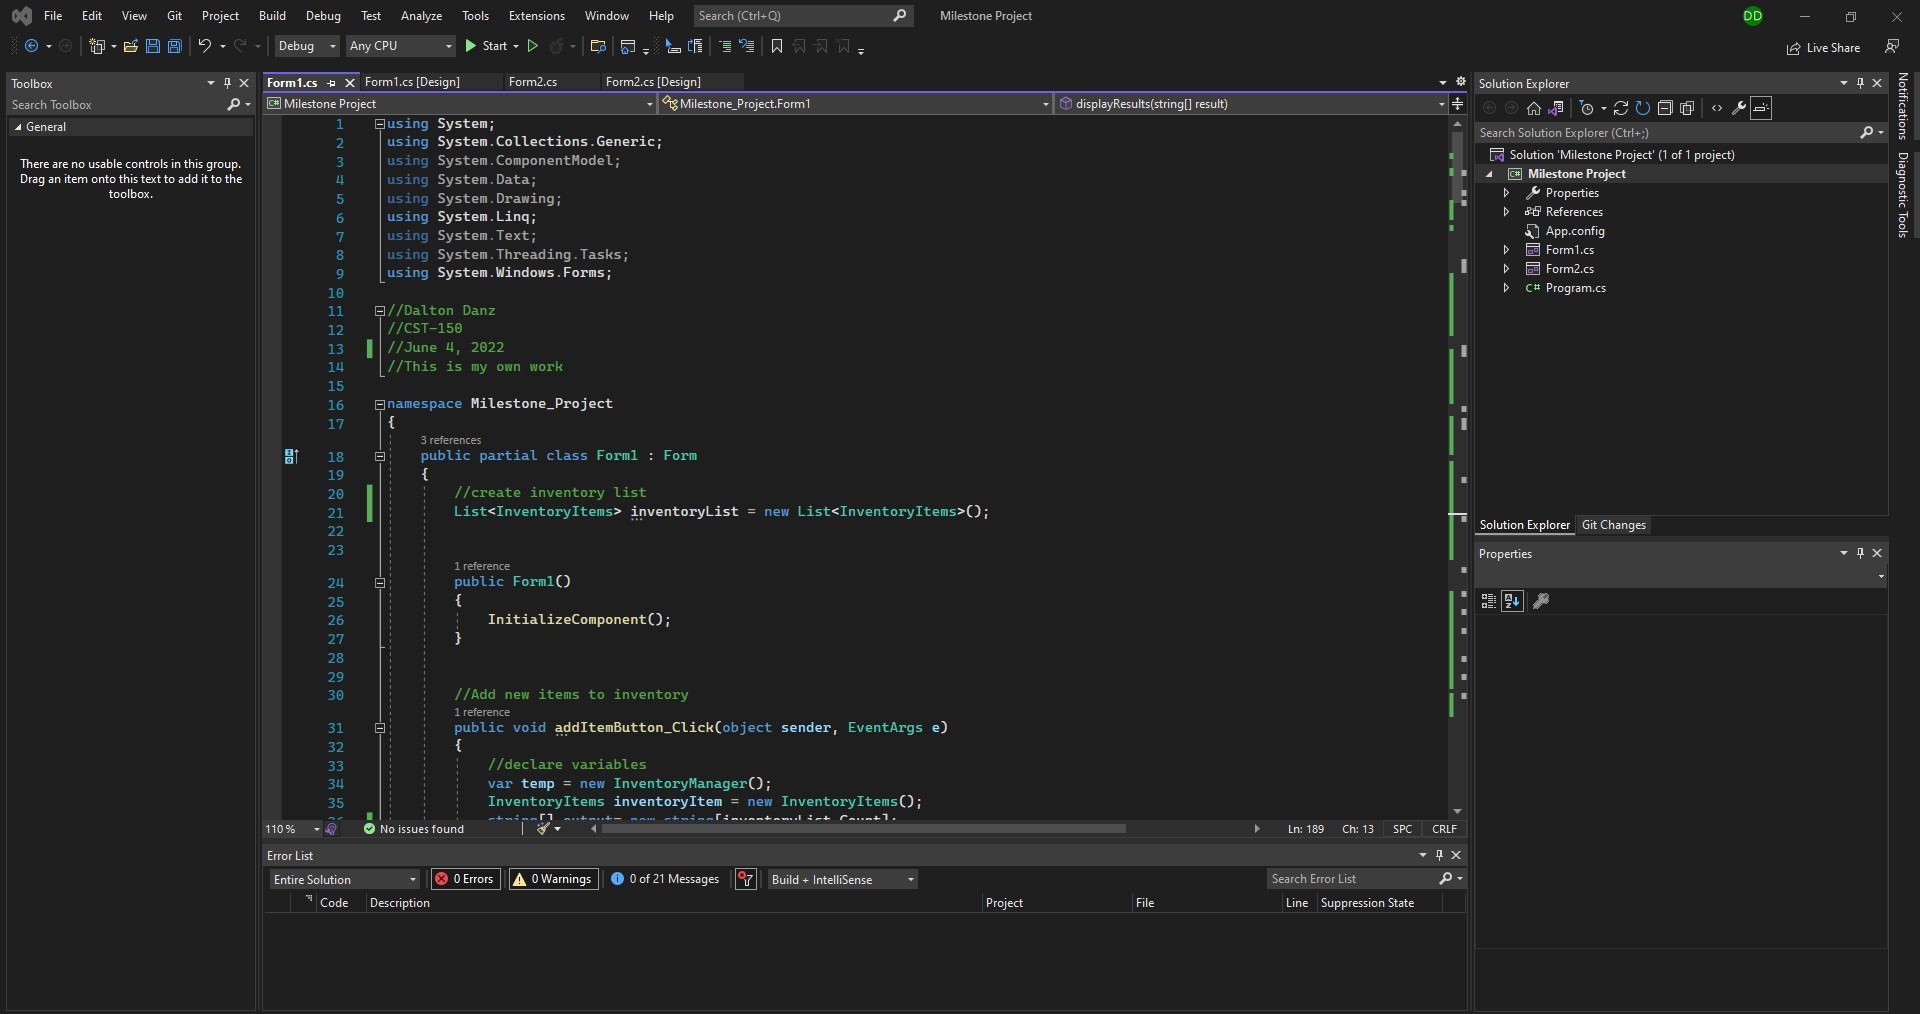 File Edit View Git Project Build Debug Test Analyze Tools Extensions Window Help Search (Ctrl+Q) Milestone Project DD
Debug Any CPU Start Live Share
Toolbox
Search Toolbox
General
There are no usable controls in this group.
Drag an item onto this text to add it to the
toolbox.
Form1.cs Form1.cs [Design] Form2.cs Form2.cs [Design]
Milestone Project Milestone_Project.Form1 displayResults(string[] result)
1 using System;
2 using System.Collections.Generic;
3 using System.ComponentModel;
4 using System.Data;
5 using System.Drawing;
6 using System.Linq;
7 using System.Text;
8 using System.Threading.Tasks;
9 using System.Windows.Forms;
10
11 //Dalton Danz
12 //CST-150
13 //June 4, 2022
14 //This is my own work
15
16 namespace Milestone_Project
17 {
3 references
18 public partial class Form1 : Form
19 {
20 //create inventory list
21 List<InventoryItems> inventoryList = new List<InventoryItems>();
22
23
1 reference
24 public Form1()
25 {
26 InitializeComponent();
27 }
28
29
30 //Add new items to inventory
1 reference
31 public void addItemButton_Click(object sender, EventArgs e)
32 {
33 //declare variables
34 var temp = new InventoryManager();
35 InventoryItems inventoryItem = new InventoryItems();
36 string[] output= new string[inventoryList.Count];
110 % No issues found Ln: 189 Ch: 13 SPC CRLF
Error List
Entire Solution 0 Errors 0 Warnings 0 of 21 Messages Build + IntelliSense Search Error List
Code Description Project File Line Suppression State
Solution Explorer
Search Solution Explorer (Ctrl+;)
Solution 'Milestone Project' (1 of 1 project)
C# Milestone Project
Properties
References
App.config
Form1.cs
Form2.cs
C# Program.cs
Solution Explorer Git Changes
Properties
Notifications
Diagnostic Tools